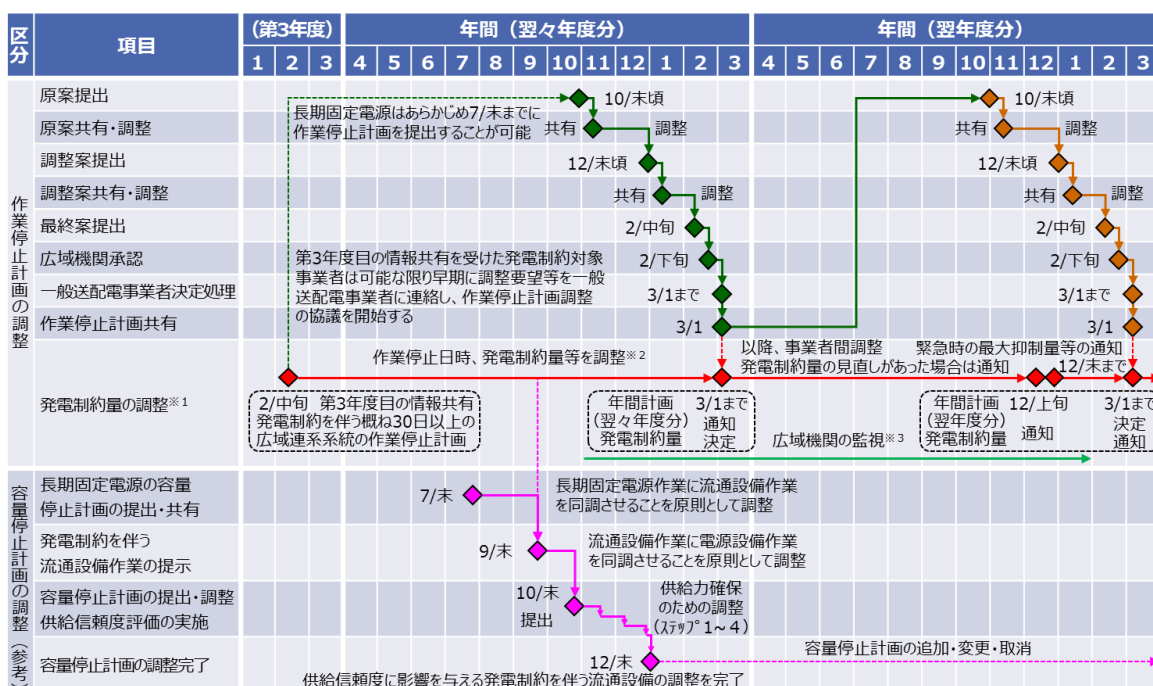 区分
項目
(第3年度)
年間(翌々年度分)
年間(翌年度分)
1 2 3 4 5 6 7 8 9 10 11 12 1 2 3 4 5 6 7 8 9 10 11 12 1 2 3
作業停止計画の調整
原案提出
10/末頃
10/末頃
長期固定電源はあらかじめ7/末までに
作業停止計画を提出することが可能
原案共有・調整
共有
調整
共有
調整
調整案提出
12/末頃
12/末頃
調整案共有・調整
共有
調整
共有
調整
最終案提出
2/中旬
2/中旬
広域機関承認
2/下旬
2/下旬
第3年度目の情報共有を受けた発電制約対象
事業者は可能な限り早期に調整要望等を一般
送配電事業者に連絡し、作業停止計画調整
の協議を開始する
一般送配電事業者決定処理
3/1まで
3/1まで
作業停止計画共有
3/1
3/1
発電制約量の調整※1
作業停止日時、発電制約量等を調整※2
以降、事業者間調整
発電制約量の見直しがあった場合は通知
緊急時の最大抑制量等の通知
12/末まで
2/中旬 第3年度目の情報共有
発電制約を伴う概ね30日以上の
広域連系系統の作業停止計画
年間計画
(翌々年度分)
発電制約量
3/1まで
通知
決定
広域機関の監視※3
年間計画
(翌年度分)
発電制約量
12/上旬
通知
3/1まで
決定
通知
容量停止計画の調整(参考)
長期固定電源の容量
停止計画の提出・共有
7/末
長期固定電源作業に流通設備作業
を同調させることを原則として調整
発電制約を伴う
流通設備作業の提示
9/末
流通設備作業に電源設備作業
を同調させることを原則として調整
容量停止計画の提出・調整
供給信頼度評価の実施
10/末
提出
供給力確保
のための調整
(ステップ1~4)
容量停止計画の調整完了
12/末
容量停止計画の追加・変更・取消
供給信頼度に影響を与える発電制約を伴う流通設備の調整を完了